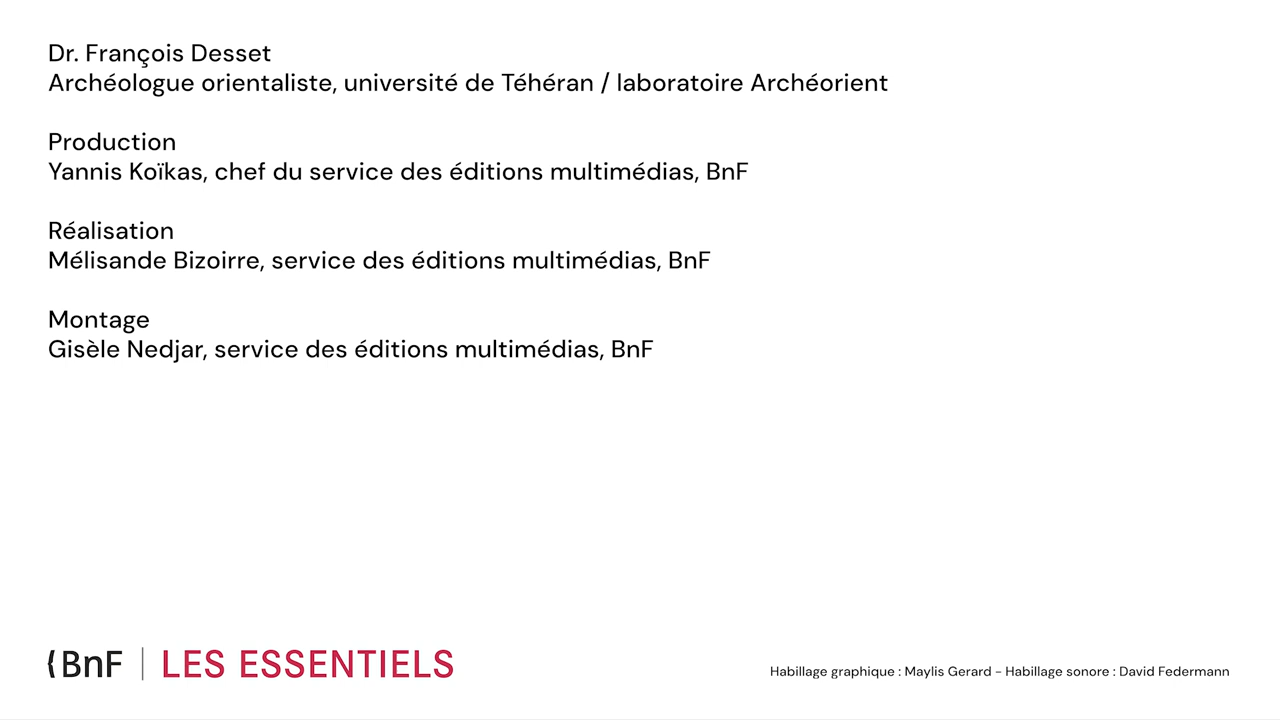 Dr. François Desset
Archéologue orientaliste, université de Téhéran / laboratoire Archéorient
Production
Yannis Koïkas, chef du service des éditions multimédias, BnF
Réalisation
Mélisande Bizoirre, service des éditions multimédias, BnF
Montage
Gisèle Nedjar, service des éditions multimédias, BnF
{BnF | LES ESSENTIELS
Habillage graphique : Maylis Gerard - Habillage sonore : David Federmann